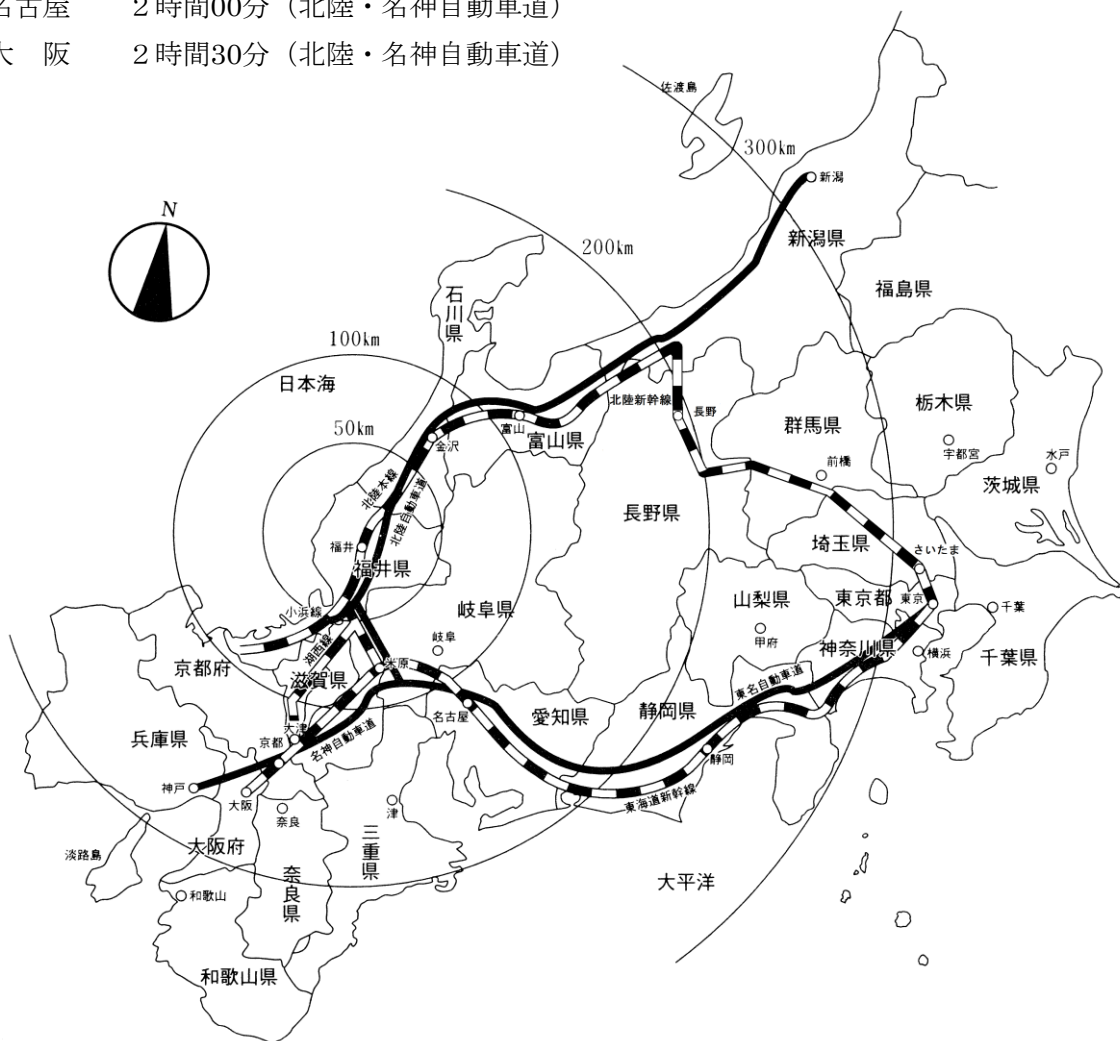 名古屋 2時間00分（北陸・名神自動車道）
大 阪 2時間30分（北陸・名神自動車道）
佐渡島
300km
新潟
N
新潟県
200km
福島県
石川県
100km
日本海
北陸新幹線
長野
栃木県
富山
富山県
群馬県
50km
金沢
宇都宮
前橋
水戸
北陸本線
北陸自動車道
茨城県
長野県
福井
埼玉県
さいたま
福井県
小浜線
岐阜県
山梨県
東京都
東京
千葉
岐阜
甲府
神奈川県
横浜
湖西線
米原
千葉県
京都府
滋賀県
東名自動車道
名古屋
愛知県
静岡県
大津
兵庫県
京都
名神自動車道
静岡
神戸
大阪
東海道新幹線
奈良
津
大阪府
三重県
淡路島
奈良県
大平洋
和歌山
和歌山県